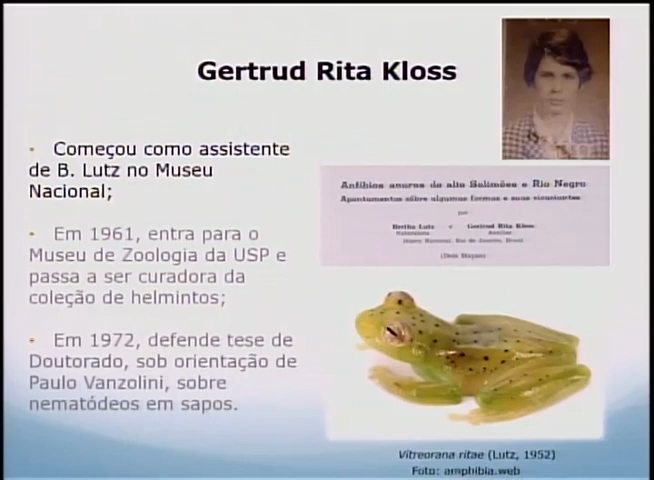 Gertrud Rita Kloss
• Começou como assistente
de B. Lutz no Museu
Nacional;
• Em 1961, entra para o
Museu de Zoologia da USP e
passa a ser curadora da
coleção de helmintos;
• Em 1972, defende tese de
Doutorado, sob orientação de
Paulo Vanzolini, sobre
nematódeos em sapos.
Anfíbios anuros do alto Solimões e Rio Negro
Apontamentos sôbre algumas formas e suas vicariantes
por
Bertha Lutz e Gertrud Rita Kloss
Naturalista Auxiliar
Museu Nacional, Rio de Janeiro, Brasil
Vitreorana ritae (Lutz, 1952)
Foto: amphibia.web